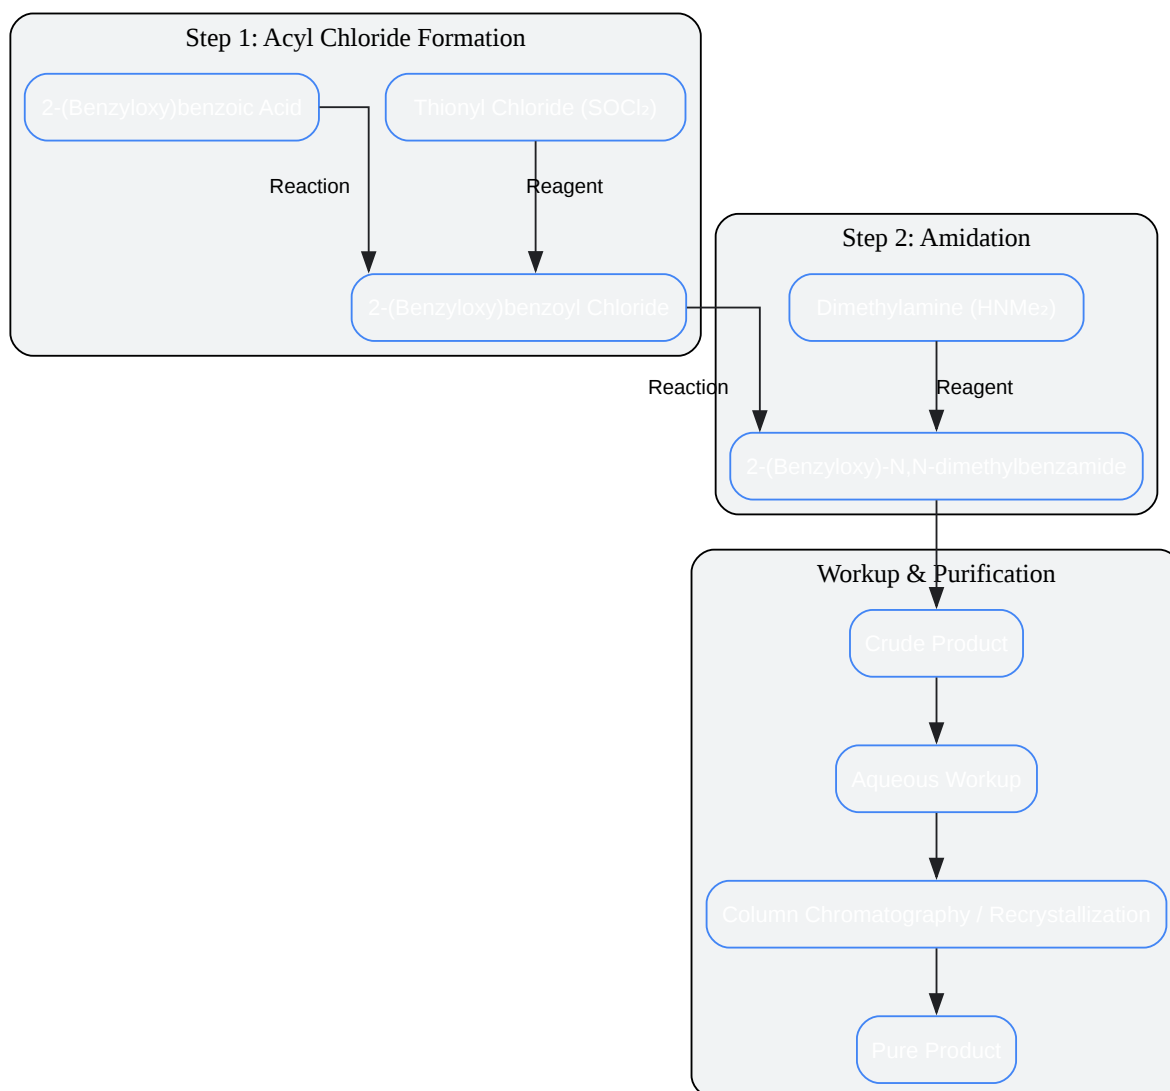 Step 1: Acyl Chloride Formation
2-(Benzyloxy)benzoic Acid
Thionyl Chloride (SOCl₂)
Reaction
Reagent
2-(Benzyloxy)benzoyl Chloride
Step 2: Amidation
Dimethylamine (HNMe₂)
Reaction
Reagent
2-(Benzyloxy)-N,N-dimethylbenzamide
Workup & Purification
Crude Product
Aqueous Workup
Column Chromatography / Recrystallization
Pure Product